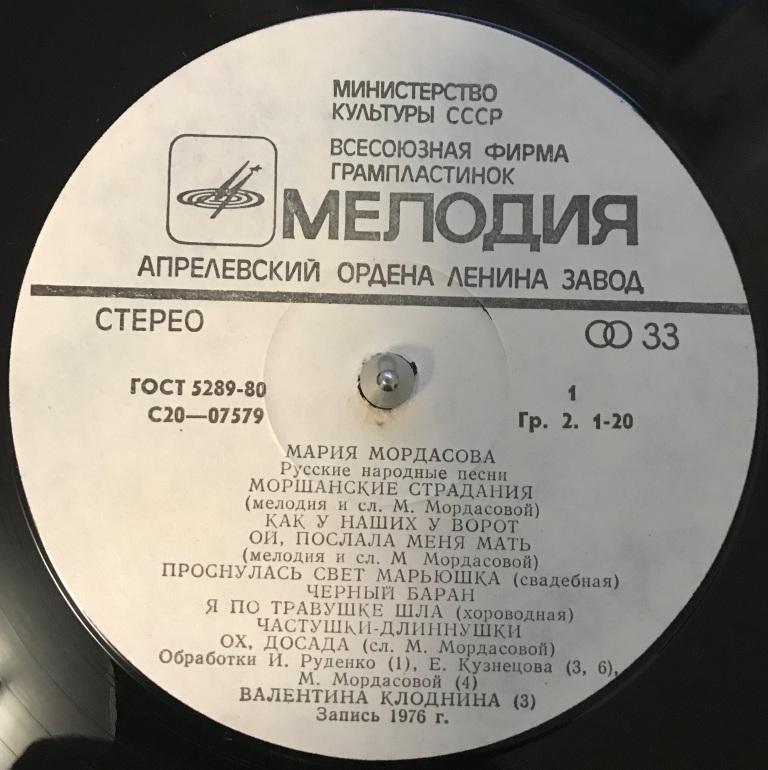 МИНИСТЕРСТВО
КУЛЬТУРЫ СССР
ВСЕСОЮЗНАЯ ФИРМА
ГРАМПЛАСТИНОК
МЕЛОДИЯ
АПРЕЛЕВСКИЙ ОРДЕНА ЛЕНИНА ЗАВОД
СТЕРЕО
33
ГОСТ 5289-80
С20—07579
1
Гр. 2. 1-20
МАРИЯ МОРДАСОВА
Русские народные песни
МОРШАНСКИЕ СТРАДАНИЯ
(мелодия и сл. М. Мордасовой)
КАК У НАШИХ У ВОРОТ
ОЙ, ПОСЛАЛА МЕНЯ МАТЬ
(мелодия и сл. М Мордасовой)
ПРОСНУЛАСЬ СВЕТ МАРЬЮШКА (свадебная)
ЧЕРНЫЙ БАРАН
Я ПО ТРАВУШКЕ ШЛА (хороводная)
ЧАСТУШКИ-ДЛИННУШКИ
ОХ, ДОСАДА (сл. М. Мордасовой)
Обработки И. Руденко (1), Е. Кузнецова (3, 6),
М. Мордасовой (4)
ВАЛЕНТИНА КЛОДНИНА (3)
Запись 1976 г.